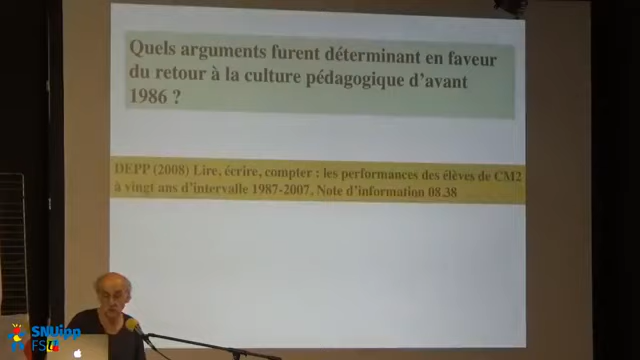 Quels arguments furent déterminant en faveur
du retour à la culture pédagogique d'avant
1986 ?
DEPP (2008) Lire, écrire, compter : les performances des élèves de CM2
à vingt ans d'intervalle 1987-2007, Note d'information 08.38
SNUipp
FSU